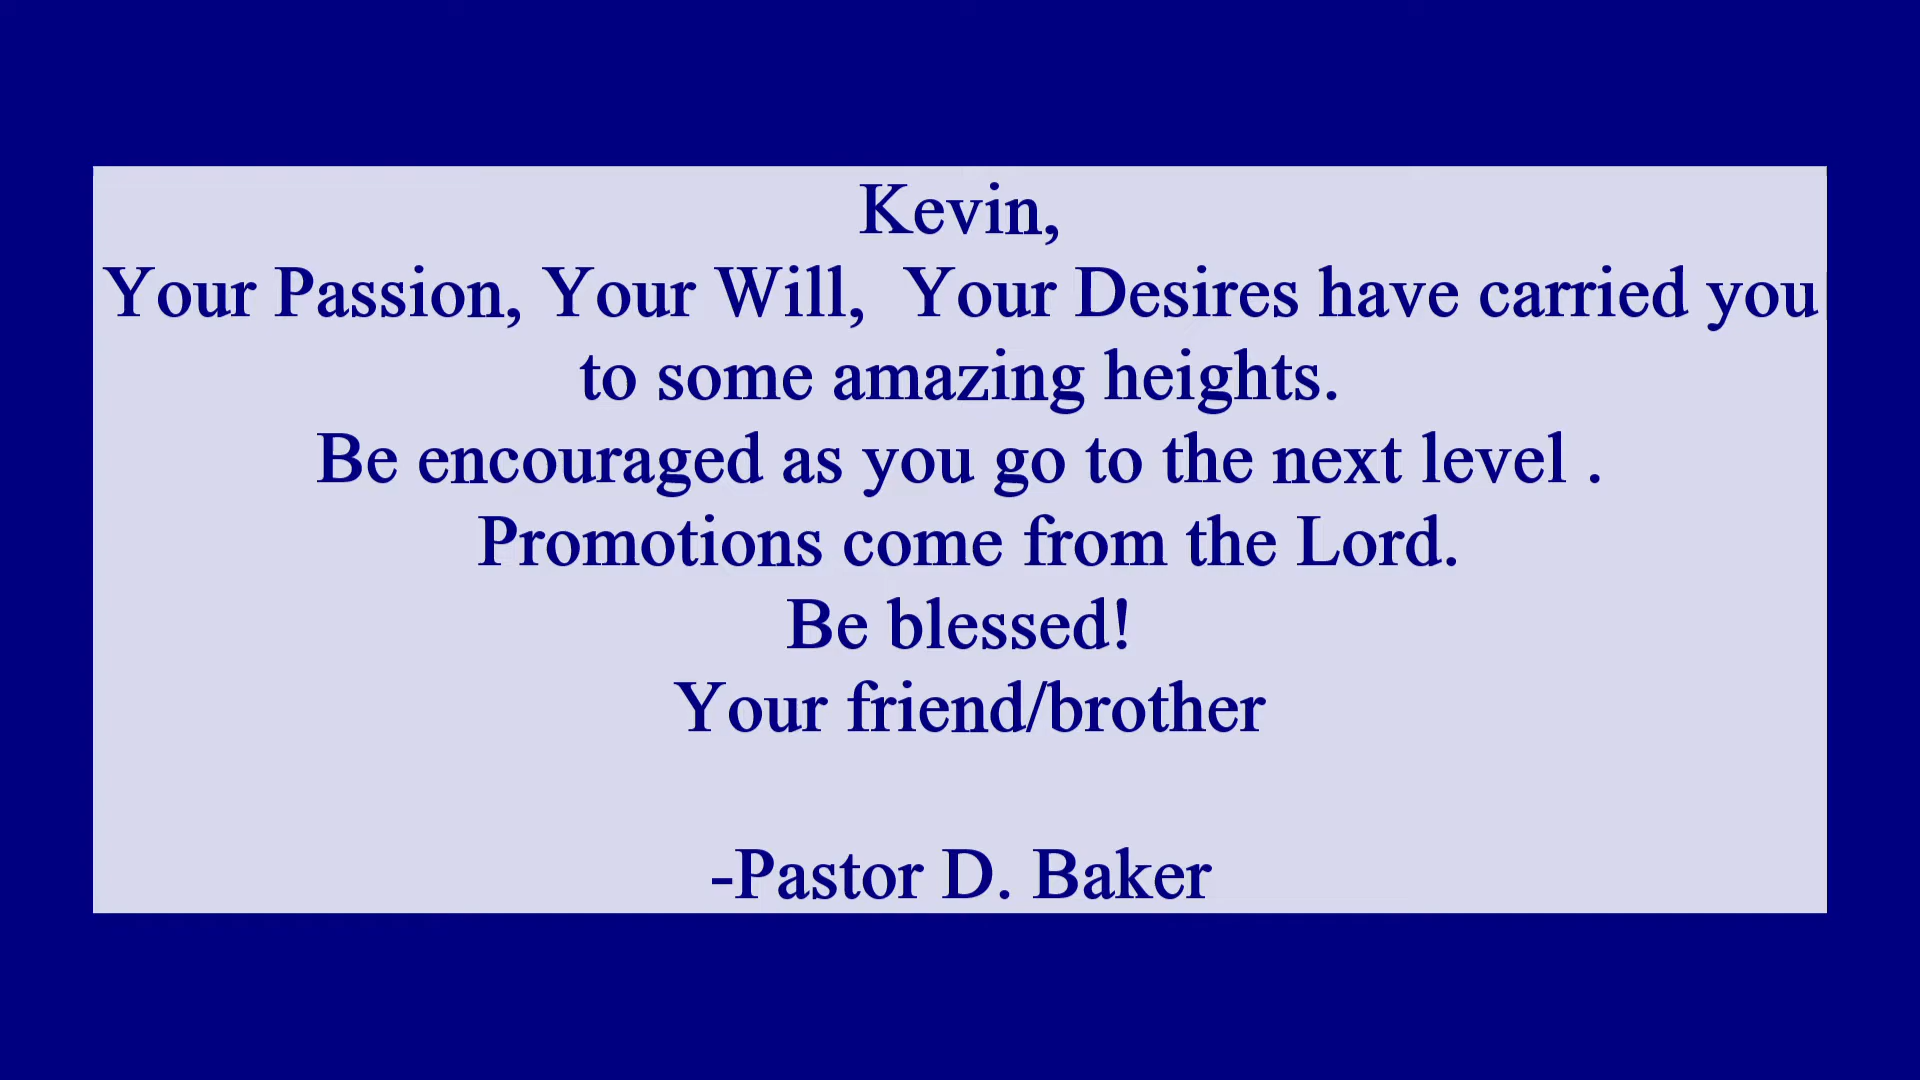 Kevin,
Your Passion, Your Will,  Your Desires have carried you
to some amazing heights.
Be encouraged as you go to the next level .
Promotions come from the Lord.
Be blessed!
Your friend/brother
-Pastor D. Baker